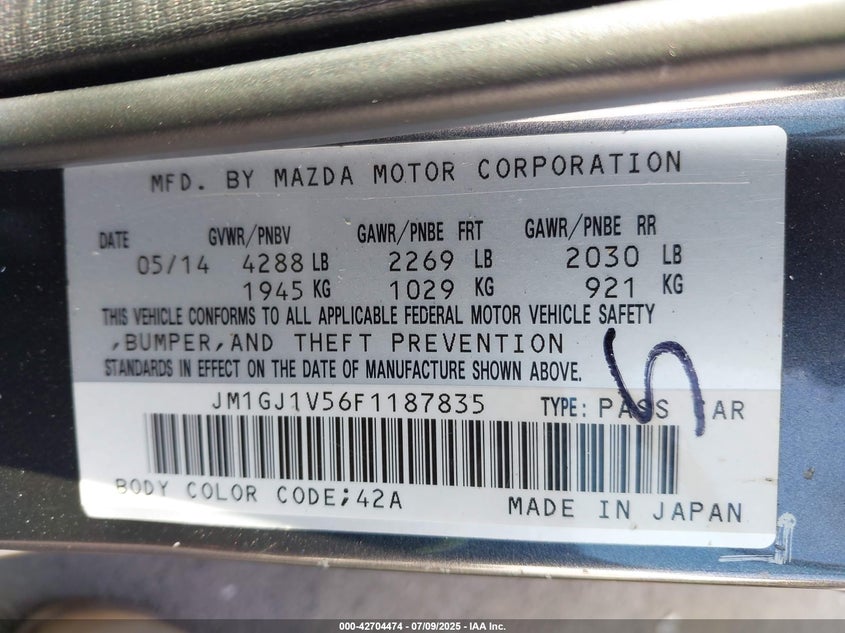 MFD. BY MAZDA MOTOR CORPORATION
DATE GVWR/PNBV GAWR/PNBE FRT GAWR/PNBE RR
05/14 4288 LB 2269 LB 2030 LB
1945 KG 1029 KG 921 KG
THIS VEHICLE CONFORMS TO ALL APPLICABLE FEDERAL MOTOR VEHICLE SAFETY
,BUMPER,AND THEFT PREVENTION
STANDARDS IN EFFECT ON THE DATE OF MANUFACTURE SHOWN ABOVE.
JM1GJ1V56F1187835 TYPE: PASS AR
BODY COLOR CODE;42A MADE IN JAPAN
000-42704474 / 07/09/2025 - IAA Inc.